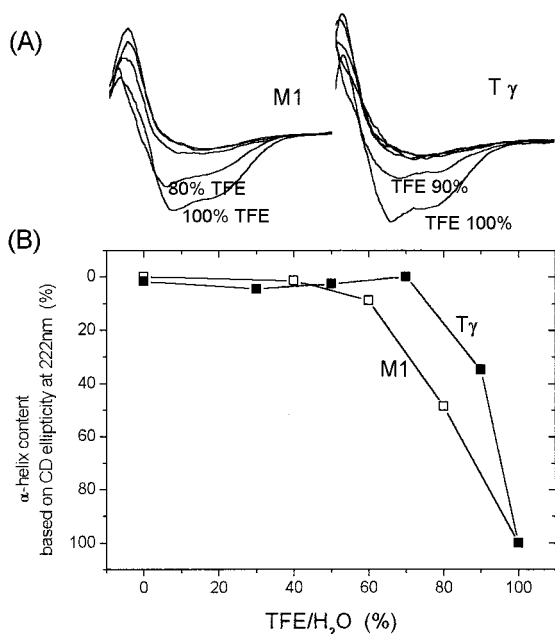 (A)
M1
T γ
80% TFE
100% TFE
TFE 90%
TFE 100%
(B)
0
20
40
60
80
100
α-helix content
based on CD ellipticity at 222nm (%)
Tγ
M1
0 20 40 60 80 100
TFE/H₂O (%)